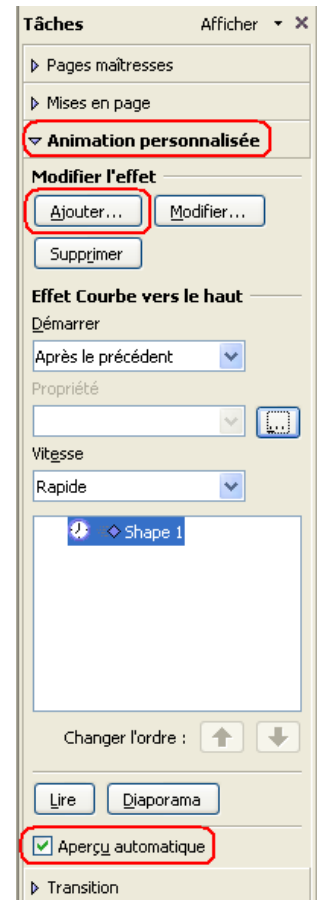 Tâches Afficher
Pages maîtresses
Mises en page
Animation personnalisée
Modifier l'effet
Ajouter... Modifier...
Supprimer
Effet Courbe vers le haut
Démarrer
Après le précédent
Propriété
...
Vitesse
Rapide
Shape 1
Changer l'ordre :
Lire Diaporama
Aperçu automatique
Transition